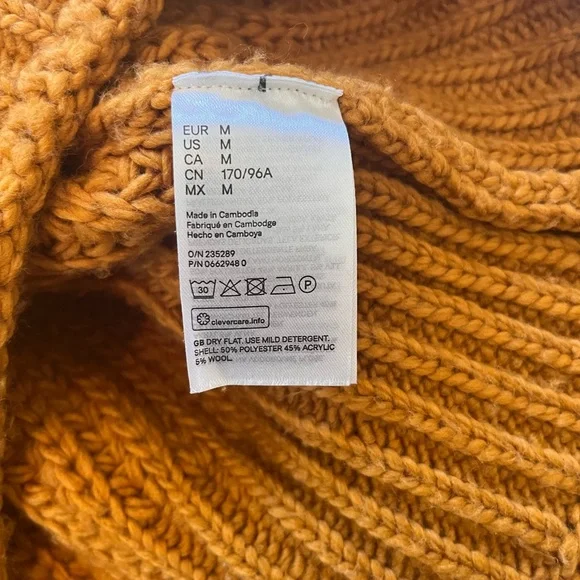 EUR M
US M
CA M
CN 170/96A
MX M
Made in Cambodia
Fabriqué en Cambodge
Hecho en Camboya
O/N 235289
P/N 0662948 0
30 P
clevercare.info
GB DRY FLAT. USE MILD DETERGENT.
SHELL: 50% POLYESTER 45% ACRYLIC
5% WOOL.